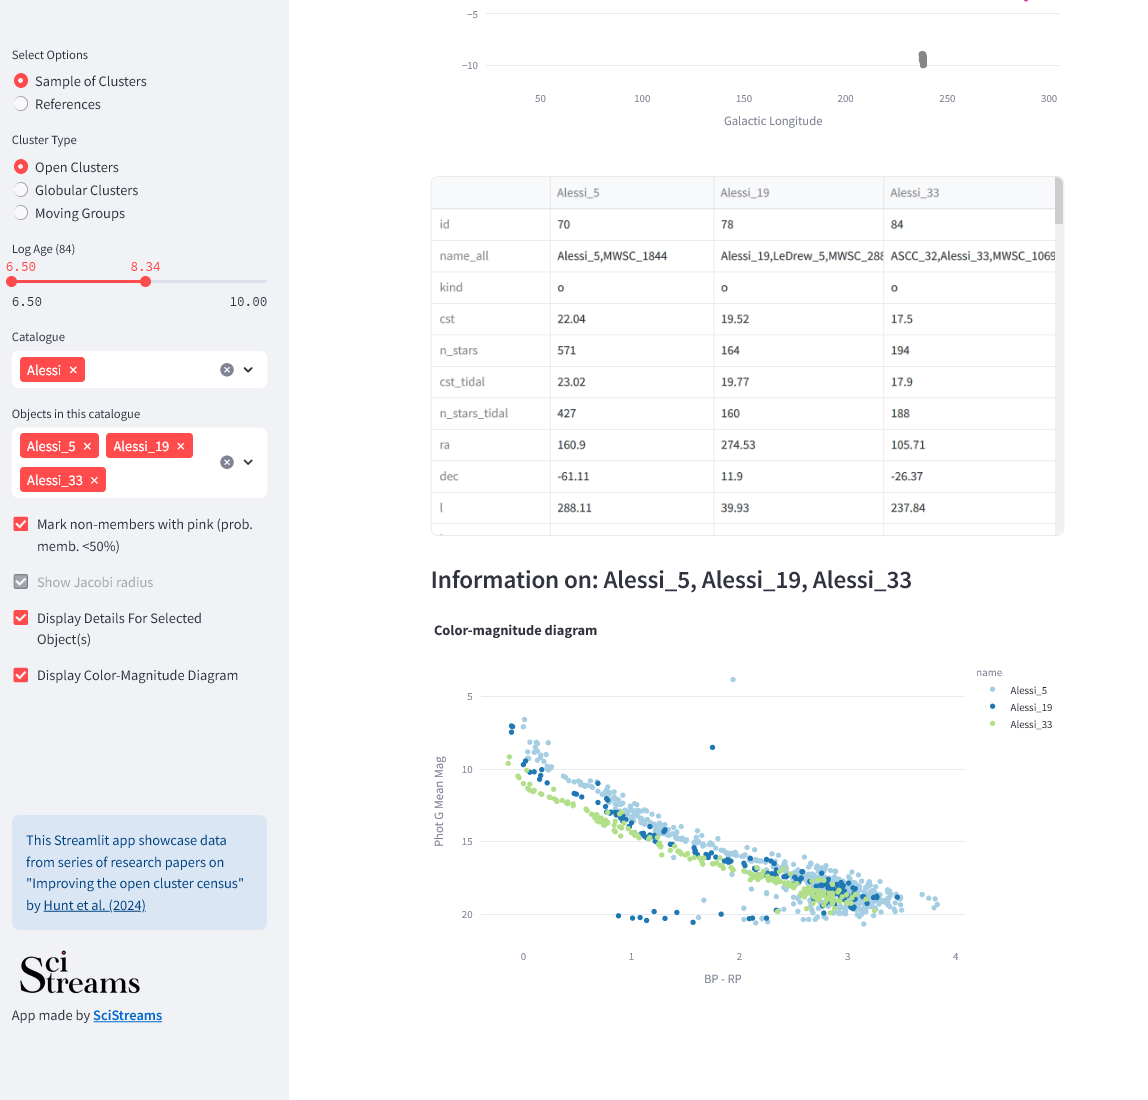 Select Options
Sample of Clusters
References
Cluster Type
Open Clusters
Globular Clusters
Moving Groups
Log Age (84)
6.50 8.34
6.50 10.00
Catalogue
Alessi ×
Objects in this catalogue
Alessi_5 × Alessi_19 ×
Alessi_33 ×
Mark non-members with pink (prob.
memb. <50%)
Show Jacobi radius
Display Details For Selected
Object(s)
Display Color-Magnitude Diagram
This Streamlit app showcase data
from series of research papers on
"Improving the open cluster census"
by Hunt et al. (2024)
Sci
Streams
App made by SciStreams
−5
−10
50 100 150 200 250 300
Galactic Longitude
Alessi_5 Alessi_19 Alessi_33
id 70 78 84
name_all Alessi_5,MWSC_1844 Alessi_19,LeDrew_5,MWSC_288 ASCC_32,Alessi_33,MWSC_1069
kind o o o
cst 22.04 19.52 17.5
n_stars 571 164 194
cst_tidal 23.02 19.77 17.9
n_stars_tidal 427 160 188
ra 160.9 274.53 105.71
dec -61.11 11.9 -26.37
l 288.11 39.93 237.84
Information on: Alessi_5, Alessi_19, Alessi_33
Color-magnitude diagram
name
Alessi_5
Alessi_19
Alessi_33
Phot G Mean Mag
5
10
15
20
0 1 2 3 4
BP - RP